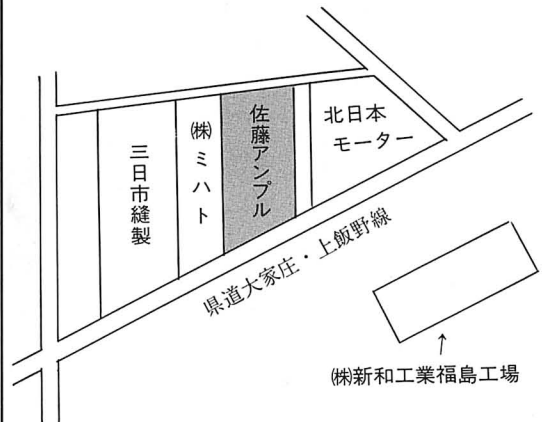 三日市縫製
㈱ミハト
佐藤アンプル
北日本
モーター
県道大家庄・上飯野線
㈱新和工業福島工場